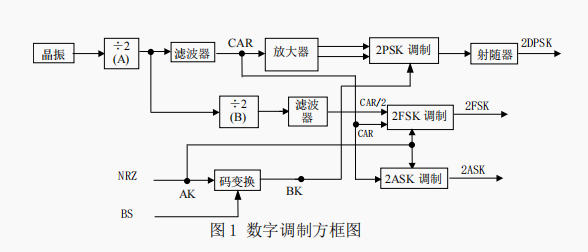 晶振
÷2
(A)
滤波器
CAR
放大器
2PSK 调制
射随器
2DPSK
÷2
(B)
滤波
器
CAR/2
CAR
2FSK 调制
2FSK
NRZ
AK
码变换
BK
2ASK 调制
2ASK
BS
图 1 数字调制方框图